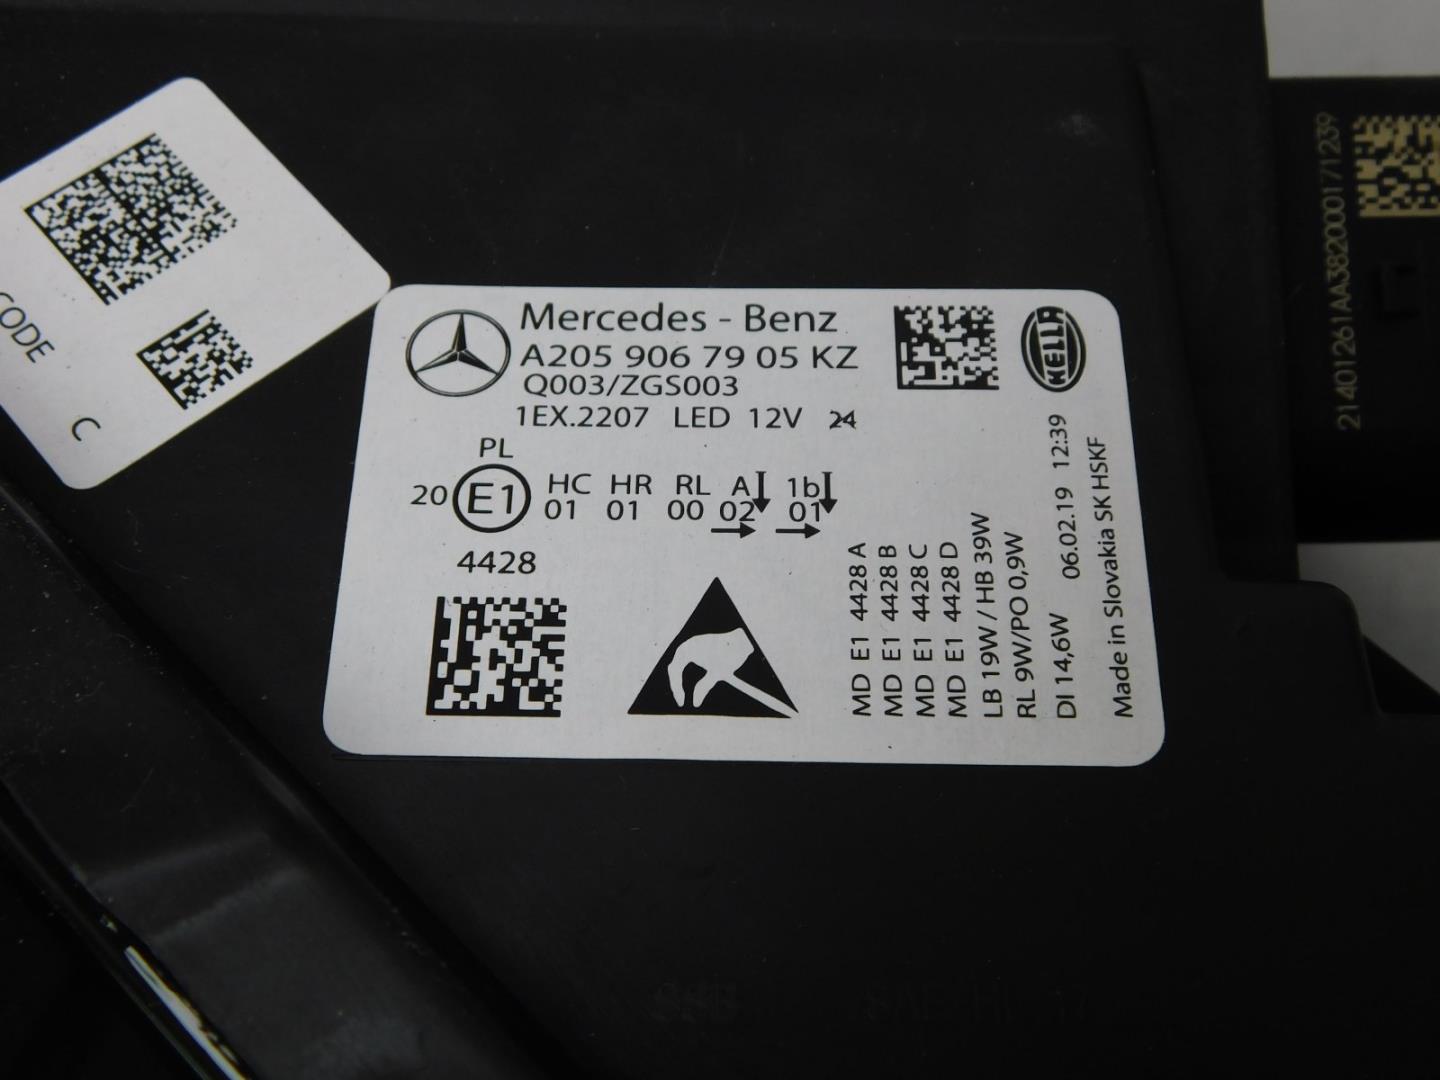 CODE
C
Mercedes - Benz
A205 906 79 05 KZ
Q003/ZGS003
1EX.2207 LED 12V 24
HELLA
PL
20 E1 HC HR RL A 1b
01 01 00 02 01
4428
MD E1 4428 A
MD E1 4428 B
MD E1 4428 C
MD E1 4428 D
LB 19W / HB 39W
RL 9W/PO 0,9W
DI 14,6W 06.02.19 12:39
Made in Slovakia SK HSKF
21401261AA382000171239